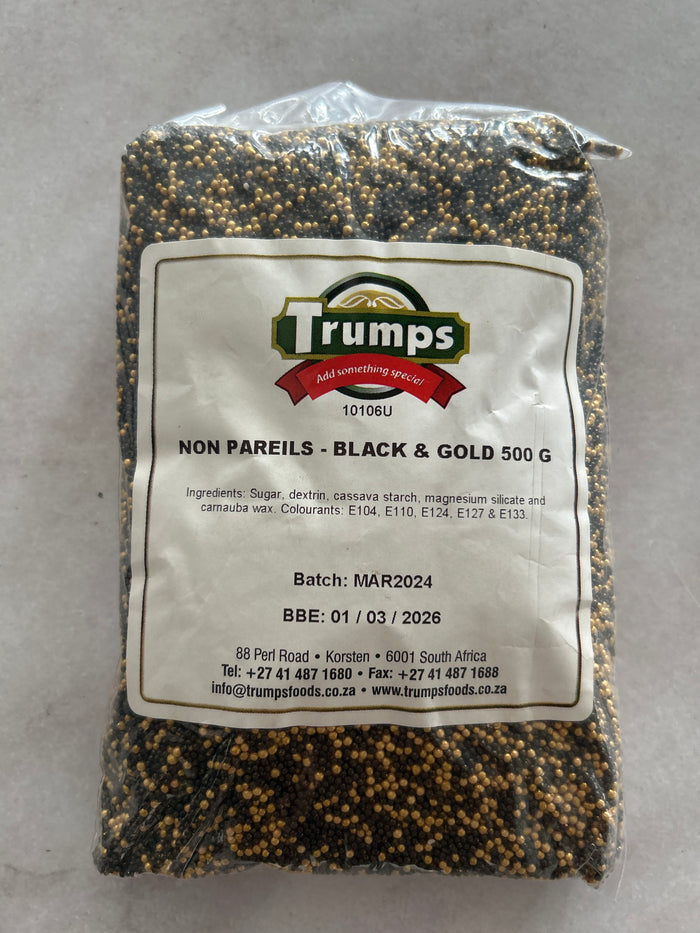 Trumps
Add something special
10106U
NON PAREILS - BLACK & GOLD 500 G
Ingredients: Sugar, dextrin, cassava starch, magnesium silicate and
carnauba wax. Colourants: E104, E110, E124, E127 & E133.
Batch: MAR2024
BBE: 01 / 03 / 2026
88 Perl Road • Korsten • 6001 South Africa
Tel: +27 41 487 1680 • Fax: +27 41 487 1688
info@trumpsfoods.co.za • www.trumpsfoods.co.za